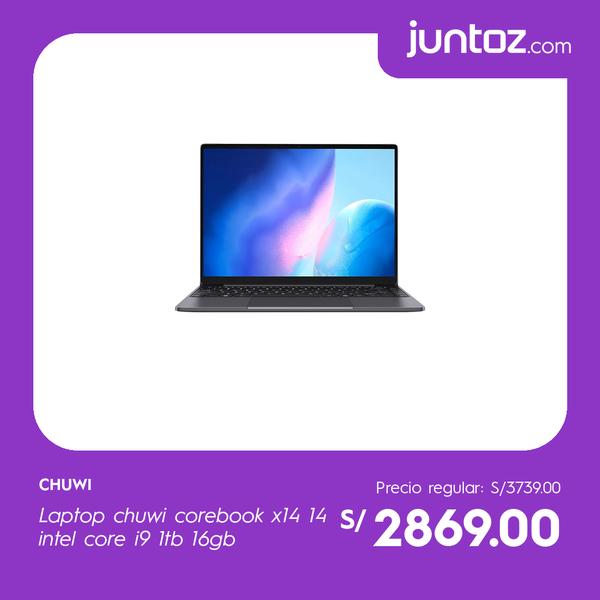 juntoz.com
CHUWI
Laptop chuwi corebook x14 14
intel core i9 1tb 16gb
Precio regular: S/3739.00
S/ 2869.00